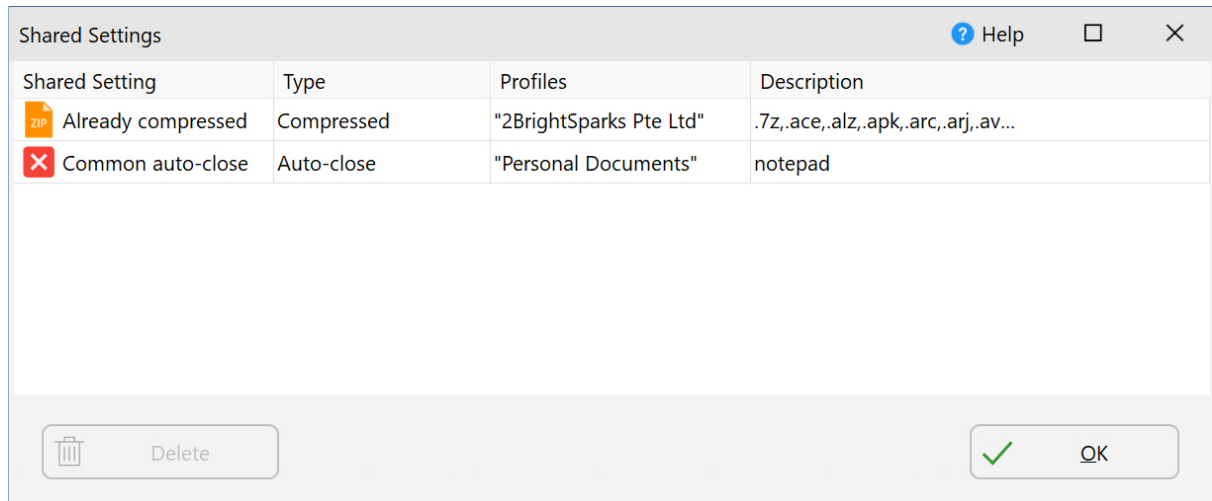 Shared Settings Help
Shared Setting Type Profiles Description
ZIP Already compressed Compressed "2BrightSparks Pte Ltd" .7z,.ace,.alz,.apk,.arc,.arj,.av...
Common auto-close Auto-close "Personal Documents" notepad
Delete OK